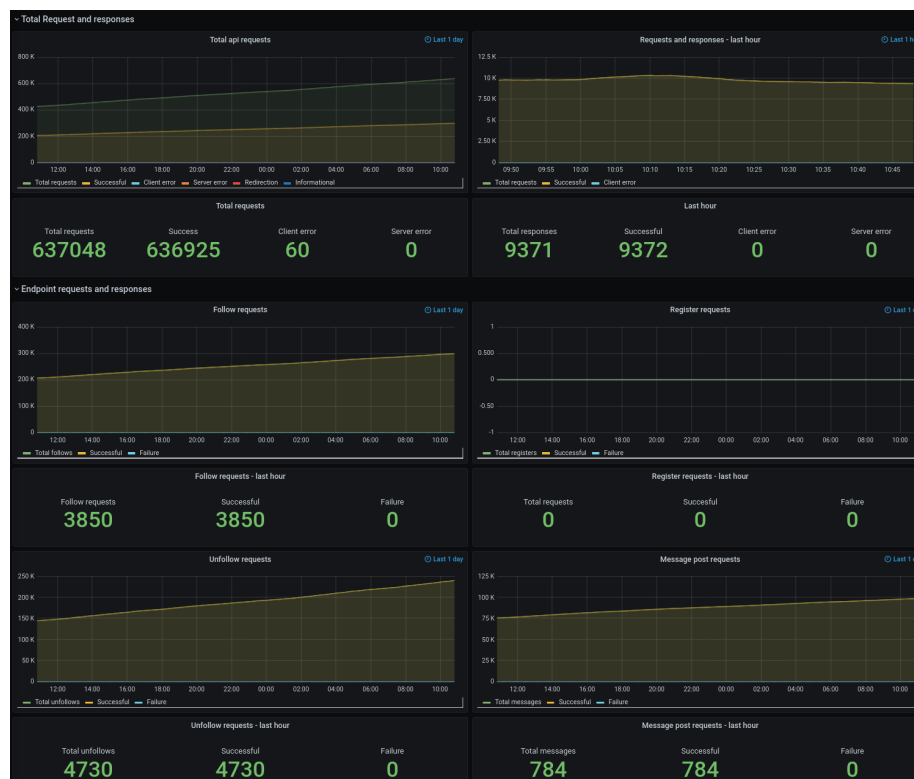 Total Request and responses
Total api requests
Last 1 day
800 K
600 K
400 K
200 K
0
12:00 14:00 16:00 18:00 20:00 22:00 00:00 02:00 04:00 06:00 08:00 10:00
Total requests Successful Client error Server error Redirection Informational
Requests and responses - last hour
Last 1 h
12.5 K
10 K
7.50 K
5 K
2.50 K
0
09:50 09:55 10:00 10:05 10:10 10:15 10:20 10:25 10:30 10:35 10:40 10:45
Total requests Successful Client error
Total requests
Total requests Success Client error Server error
637048 636925 60 0
Last hour
Total responses Successful Client error Server error
9371 9372 0 0
Endpoint requests and responses
Follow requests
Last 1 day
400 K
300 K
200 K
100 K
0
12:00 14:00 16:00 18:00 20:00 22:00 00:00 02:00 04:00 06:00 08:00 10:00
Total follows Successful Failure
Register requests
Last 1
1
0.500
0
-0.50
-1
12:00 14:00 16:00 18:00 20:00 22:00 00:00 02:00 04:00 06:00 08:00 10:00
Total registers Successful Failure
Follow requests - last hour
Follow requests Successful Failure
3850 3850 0
Register requests - last hour
Total requests Succesful Failure
0 0 0
Unfollow requests
Last 1 day
250 K
200 K
150 K
100 K
50 K
0
12:00 14:00 16:00 18:00 20:00 22:00 00:00 02:00 04:00 06:00 08:00 10:00
Total unfollows Successful Failure
Message post requests
Last 1
125 K
100 K
75 K
50 K
25 K
0
12:00 14:00 16:00 18:00 20:00 22:00 00:00 02:00 04:00 06:00 08:00 10:00
Total messages Successful Failure
Unfollow requests - last hour
Total unfollows Successful Failure
4730 4730 0
Message post requests - last hour
Total messages Successful Failure
784 784 0